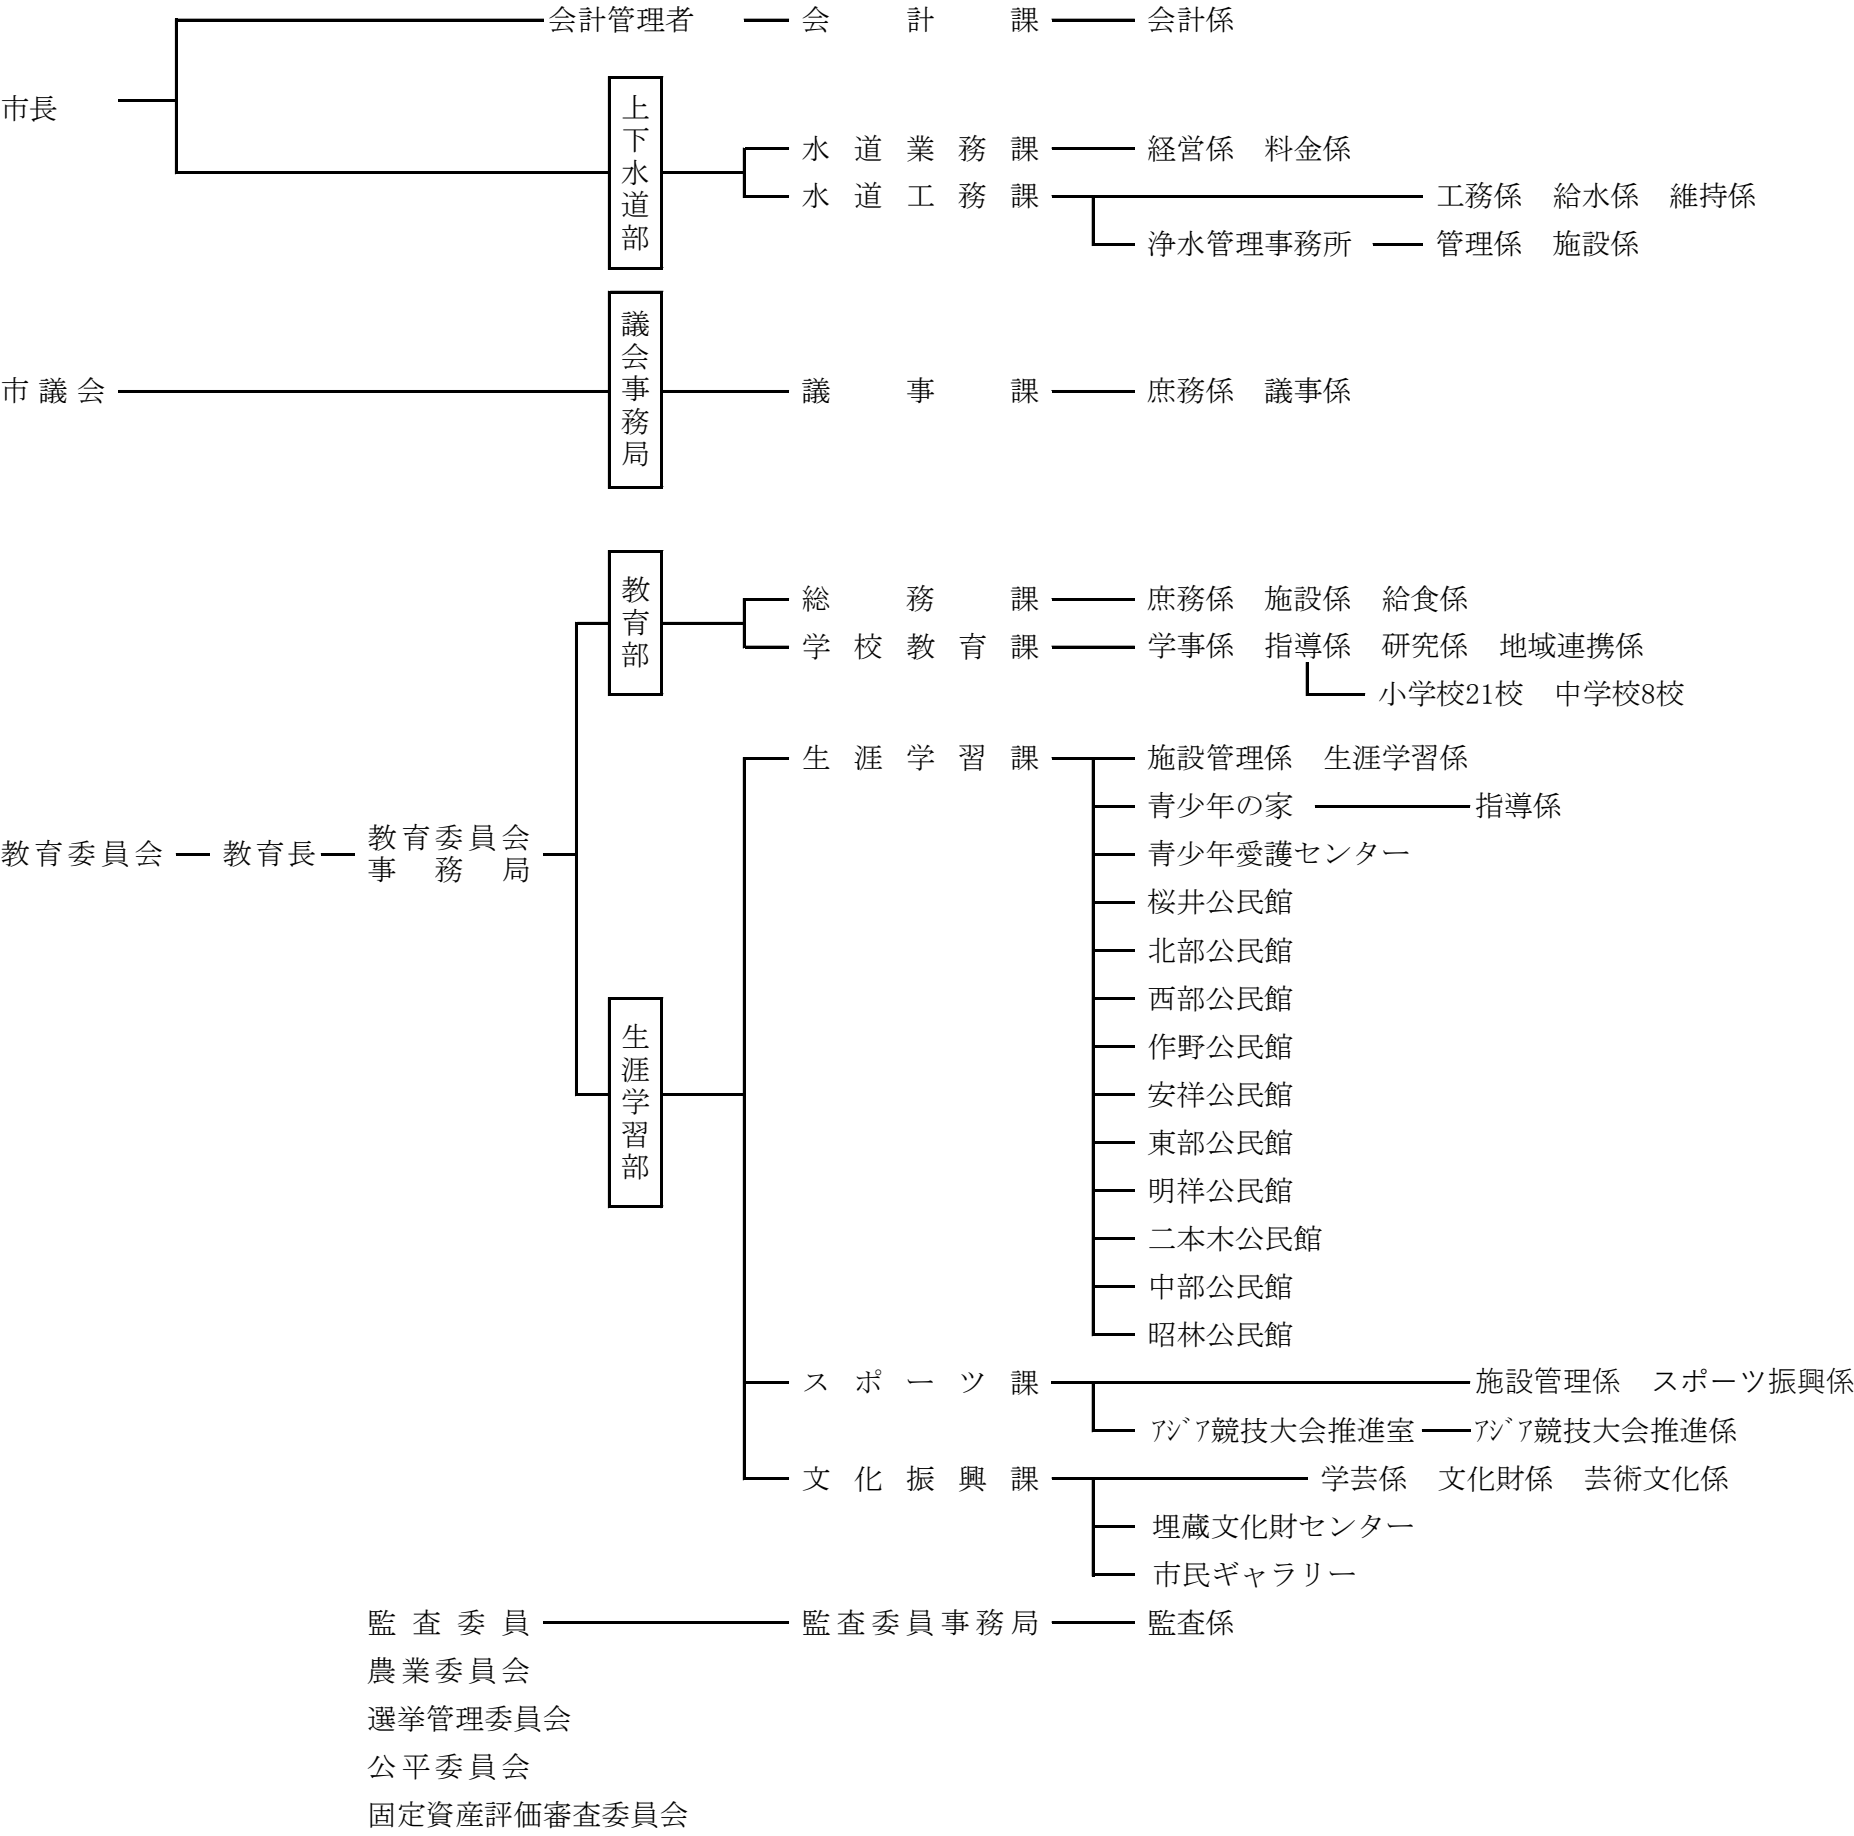 会計管理者 会計課 会計係
市長
上下水道部
水道業務課 経営係 料金係
水道工務課 工務係 給水係 維持係
浄水管理事務所 管理係 施設係
市議会 議会事務局 議事課 庶務係 議事係
教育部
総務課 庶務係 施設係 給食係
学校教育課 学事係 指導係 研究係 地域連携係
小学校21校 中学校8校
生涯学習課 施設管理係 生涯学習係
青少年の家 指導係
教育委員会 教育長 教育委員会
事務局
青少年愛護センター
桜井公民館
北部公民館
西部公民館
作野公民館
生涯学習部
安祥公民館
東部公民館
明祥公民館
二本木公民館
中部公民館
昭林公民館
スポーツ課 施設管理係 スポーツ振興係
ｱｼﾞｱ競技大会推進室 ｱｼﾞｱ競技大会推進係
文化振興課 学芸係 文化財係 芸術文化係
埋蔵文化財センター
市民ギャラリー
監査委員 監査委員事務局 監査係
農業委員会
選挙管理委員会
公平委員会
固定資産評価審査委員会